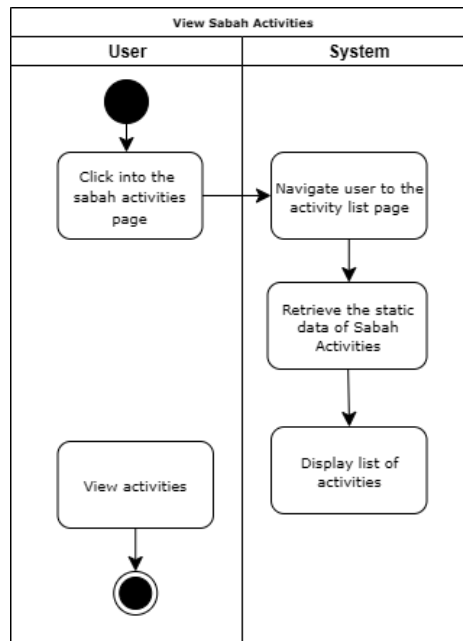 View Sabah Activities
User
System
Click into the
sabah activities
page
Navigate user to the
activity list page
Retrieve the static
data of Sabah
Activities
Display list of
activities
View activities